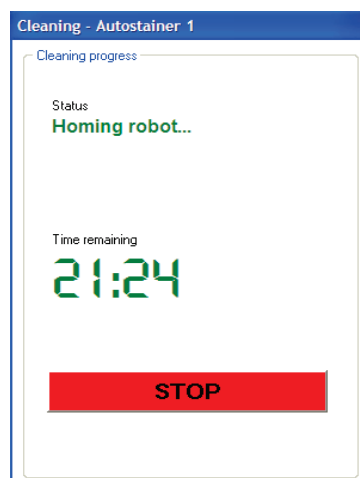 Cleaning - Autostainer 1
Cleaning progress
Status
Homing robot...
Time remaining
21:24
STOP